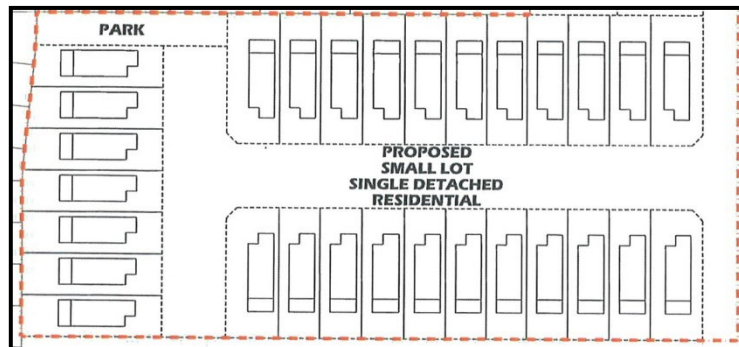 PARK
PROPOSED
SMALL LOT
SINGLE DETACHED
RESIDENTIAL